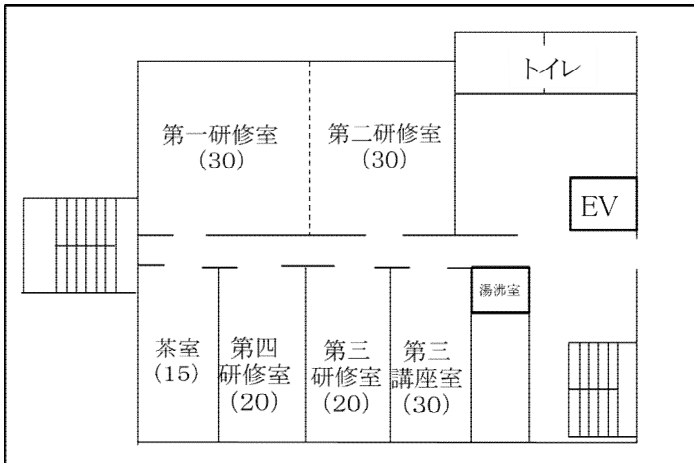 トイレ
第一研修室
(30)
第二研修室
(30)
EV
湯沸室
茶室
(15)
第四
研修室
(20)
第三
研修室
(20)
第三
講座室
(30)